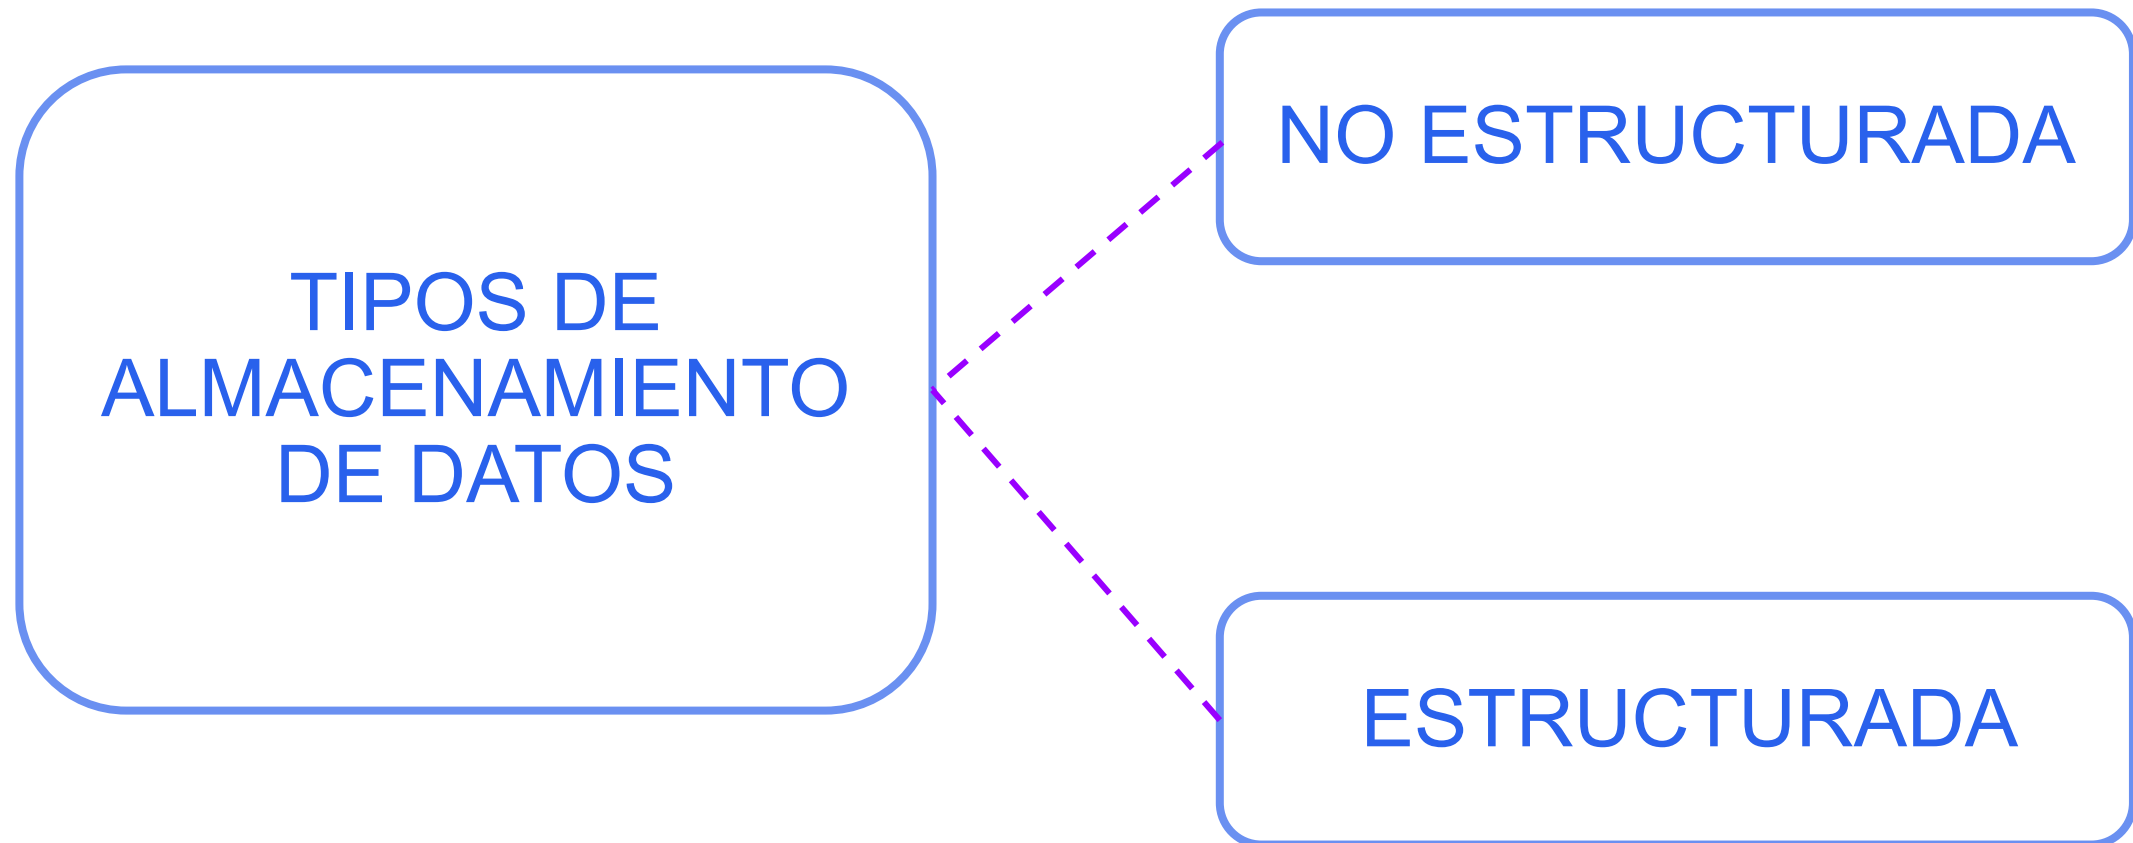 TIPOS DE
ALMACENAMIENTO
DE DATOS
NO ESTRUCTURADA
ESTRUCTURADA